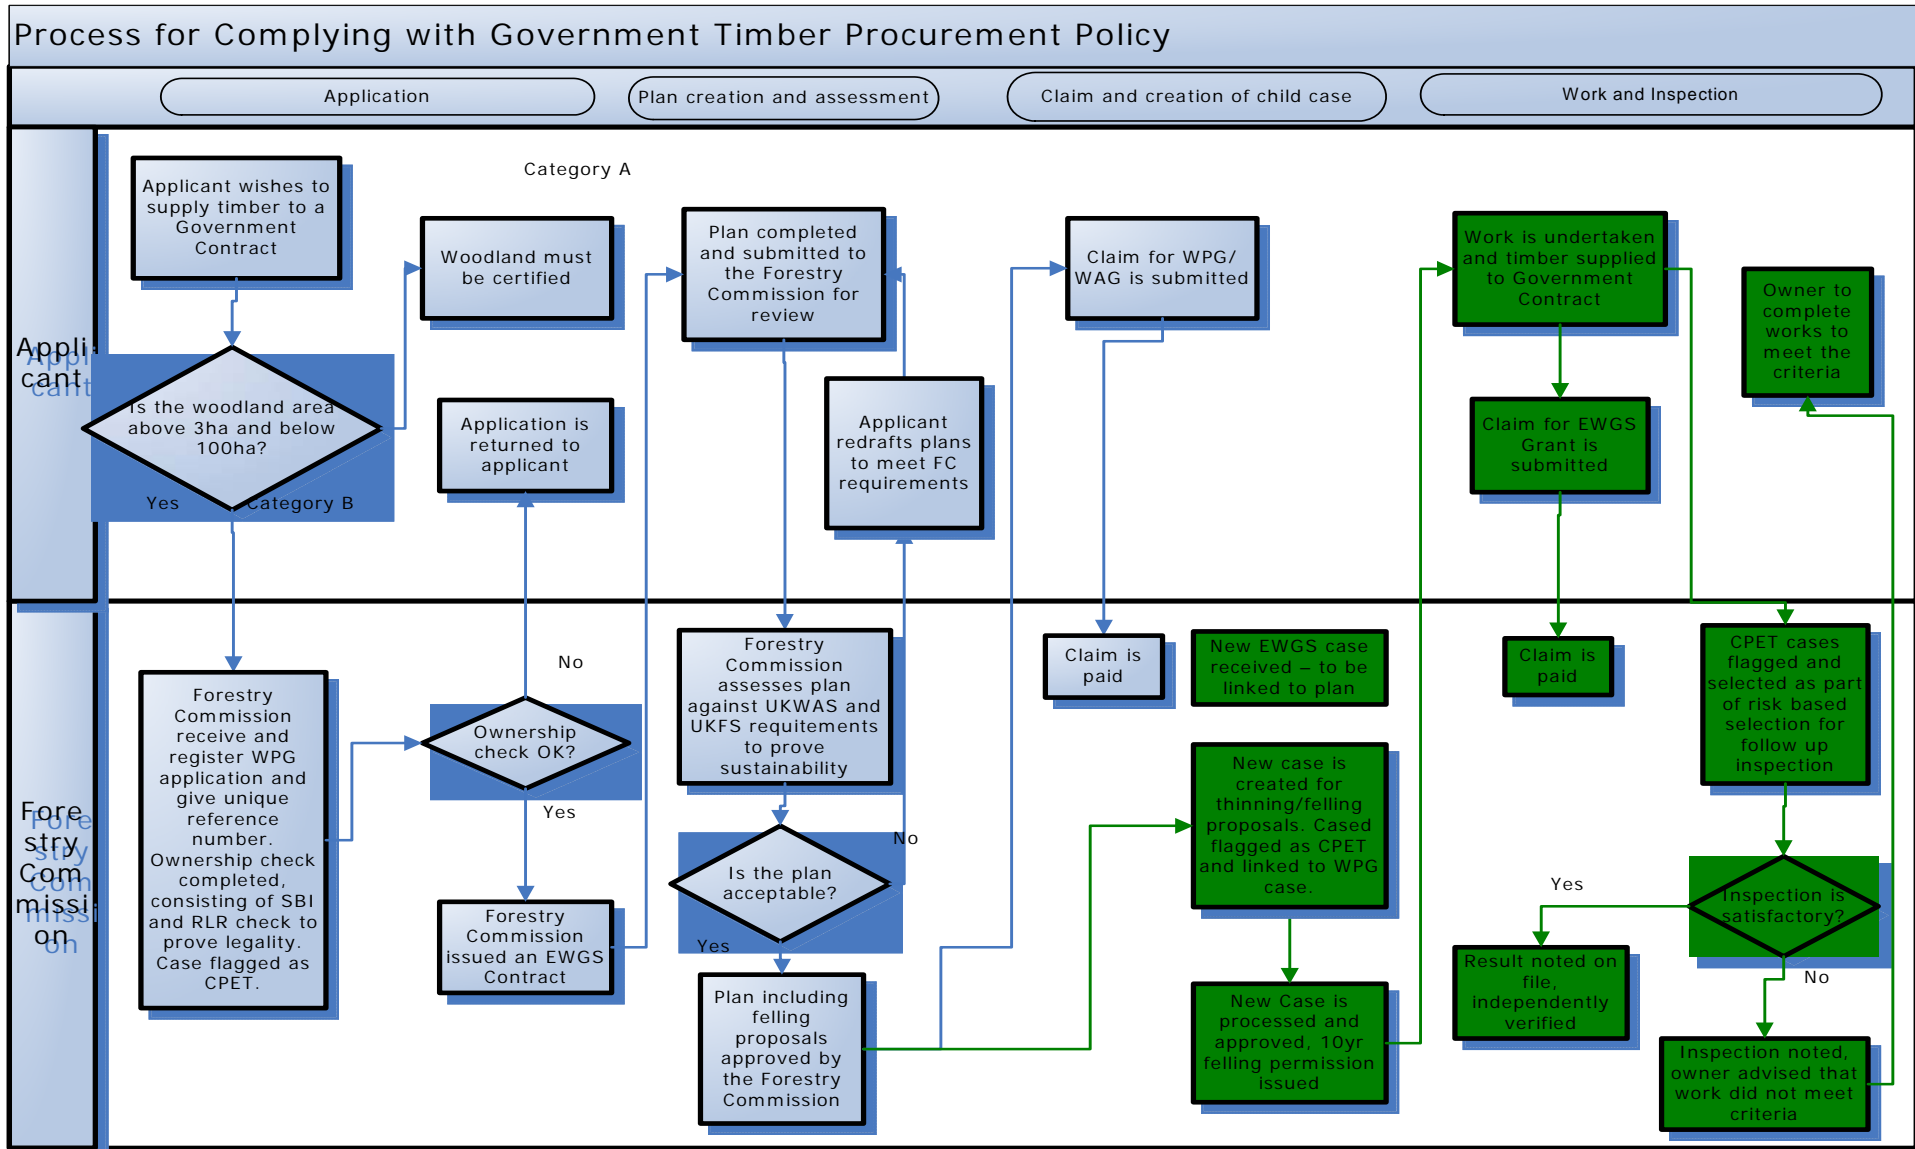 Process for Complying with Government Timber Procurement Policy
Application
Plan creation and assessment
Claim and creation of child case
Work and Inspection
Appli
cant
Category A
Applicant wishes to
supply timber to a
Government
Contract
Is the woodland area
above 3ha and below
100ha?
Yes
Category B
Woodland must
be certified
Application is
returned to
applicant
Plan completed
and submitted to
the Forestry
Commission for
review
Applicant
redrafts plans
to meet FC
requirements
Claim for WPG/
WAG is submitted
Work is undertaken
and timber supplied
to Government
Contract
Claim for EWGS
Grant is
submitted
Owner to
complete
works to
meet the
criteria
Fore
stry
Com
missi
on
Forestry
Commission
receive and
register WPG
application and
give unique
reference
number.
Ownership check
completed,
consisting of SBI
and RLR check to
prove legality.
Case flagged as
CPET.
No
Ownership
check OK?
Yes
Forestry
Commission
issued an EWGS
Contract
Forestry
Commission
assesses plan
against UKWAS and
UKFS requitements
to prove
sustainability
No
Is the plan
acceptable?
Yes
Plan including
felling
proposals
approved by
the Forestry
Commission
Claim is
paid
New EWGS case
received – to be
linked to plan
New case is
created for
thinning/felling
proposals. Cased
flagged as CPET
and linked to WPG
case.
New Case is
processed and
approved, 10yr
felling permission
issued
Claim is
paid
CPET cases
flagged and
selected as part
of risk based
selection for
follow up
inspection
Yes
Inspection is
satisfactory?
No
Result noted on
file,
independently
verified
Inspection noted,
owner advised that
work did not meet
criteria